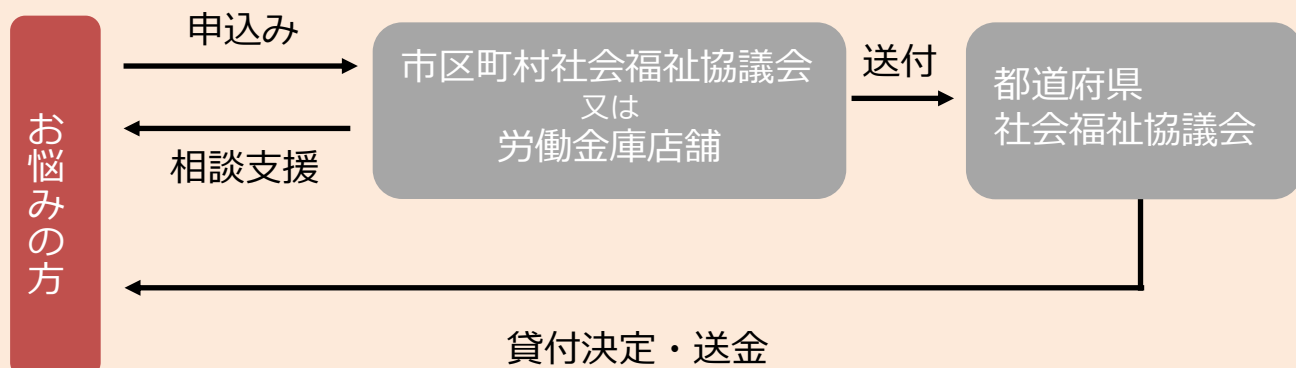 お悩みの方
申込み
相談支援
市区町村社会福祉協議会
又は
労働金庫店舗
送付
都道府県
社会福祉協議会
貸付決定・送金